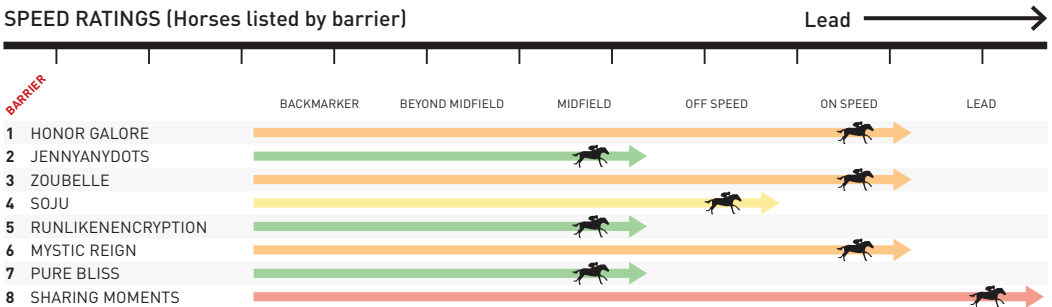 SPEED RATINGS (Horses listed by barrier) Lead
BARRIER
BACKMARKER BEYOND MIDFIELD MIDFIELD OFF SPEED ON SPEED LEAD
1 HONOR GALORE
2 JENNYANYDOTS
3 ZOUBELLE
4 SOJU
5 RUNLIKENENCRYPTION
6 MYSTIC REIGN
7 PURE BLISS
8 SHARING MOMENTS